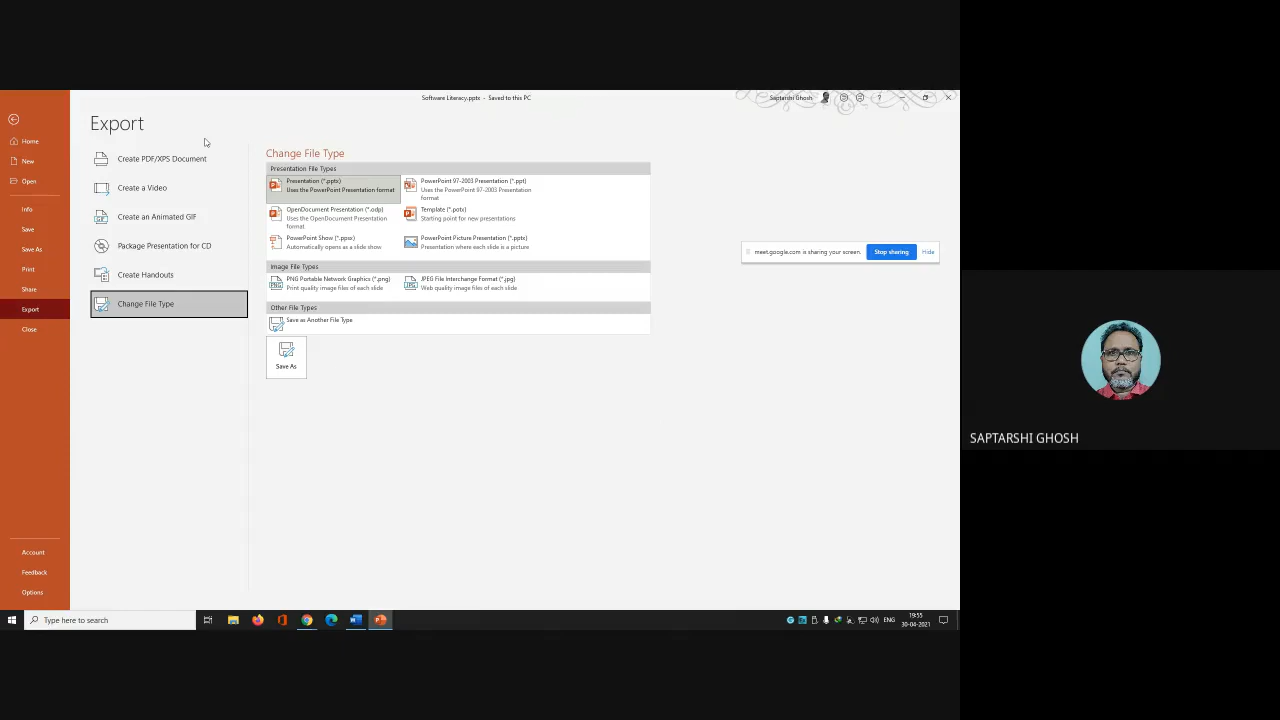 Software Literacy.pptx - Saved to this PC
Saptarshi Ghosh
?
Export
Home
New
Open
Info
Save
Save As
Print
Share
Export
Close
Account
Feedback
Options
Create PDF/XPS Document
Create a Video
GIF
Create an Animated GIF
Package Presentation for CD
Create Handouts
Change File Type
Change File Type
Presentation File Types
Presentation (*.pptx)
Uses the PowerPoint Presentation format
PowerPoint 97-2003 Presentation (*.ppt)
Uses the PowerPoint 97-2003 Presentation
format
OpenDocument Presentation (*.odp)
Uses the OpenDocument Presentation
format
Template (*.potx)
Starting point for new presentations
PowerPoint Show (*.ppsx)
Automatically opens as a slide show
PowerPoint Picture Presentation (*.pptx)
Presentation where each slide is a picture
Image File Types
PNG
PNG Portable Network Graphics (*.png)
Print quality image files of each slide
JPG
JPEG File Interchange Format (*.jpg)
Web quality image files of each slide
Other File Types
Save as Another File Type
Save As
meet.google.com is sharing your screen.
Stop sharing
Hide
SAPTARSHI GHOSH
Type here to search
ENG
19:55
30-04-2021